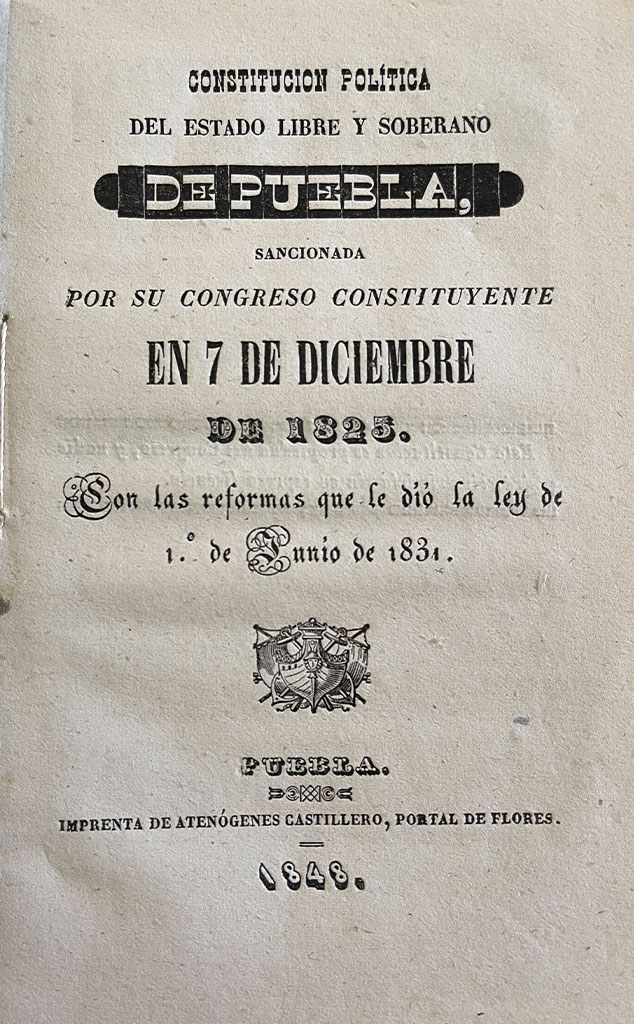 CONSTITUCION POLÍTICA
DEL ESTADO LIBRE Y SOBERANO
DE PUEBLA,
SANCIONADA
POR SU CONGRESO CONSTITUYENTE
EN 7 DE DICIEMBRE
DE 1825.
Con las reformas que le dió la ley de
1.º de Junio de 1831.
PUEBLA.
IMPRENTA DE ATENÓGENES CASTILLERO, PORTAL DE FLORES.
1848.